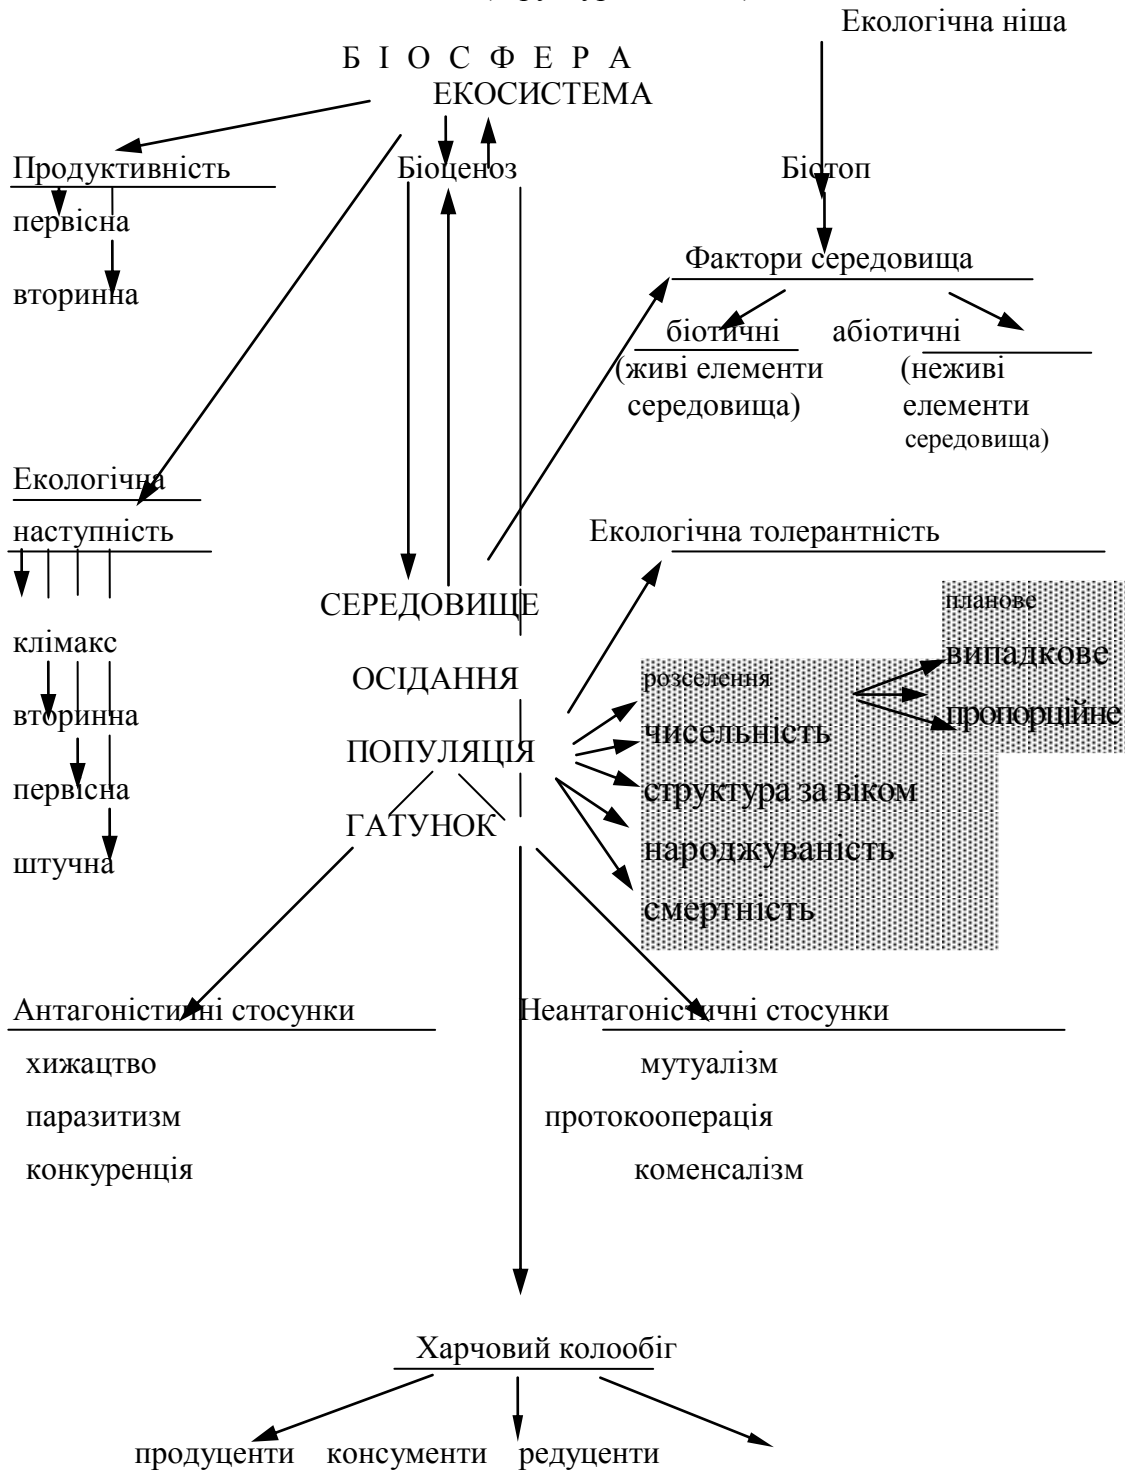 Екологічна ніша
Б І О С Ф Е Р А
ЕКОСИСТЕМА
Продуктивність
Біоценоз
Біотоп
первісна
вторинна
Фактори середовища
біотичні
абіотичні
(живі елементи
середовища)
(неживі
елементи
середовища)
Екологічна
наступність
Екологічна толерантність
клімакс
вторинна
первісна
штучна
СЕРЕДОВИЩЕ
ОСІДАННЯ
ПОПУЛЯЦІЯ
ГАТУНОК
планове
випадкове
пропорційне
розселення
чисельність
структура за віком
народжуваність
смертність
Антагоністичні стосунки
хижацтво
паразитизм
конкуренція
Неантагоністичні стосунки
мутуалізм
протокооперація
коменсалізм
Харчовий колообіг
продуценти консументи редуценти